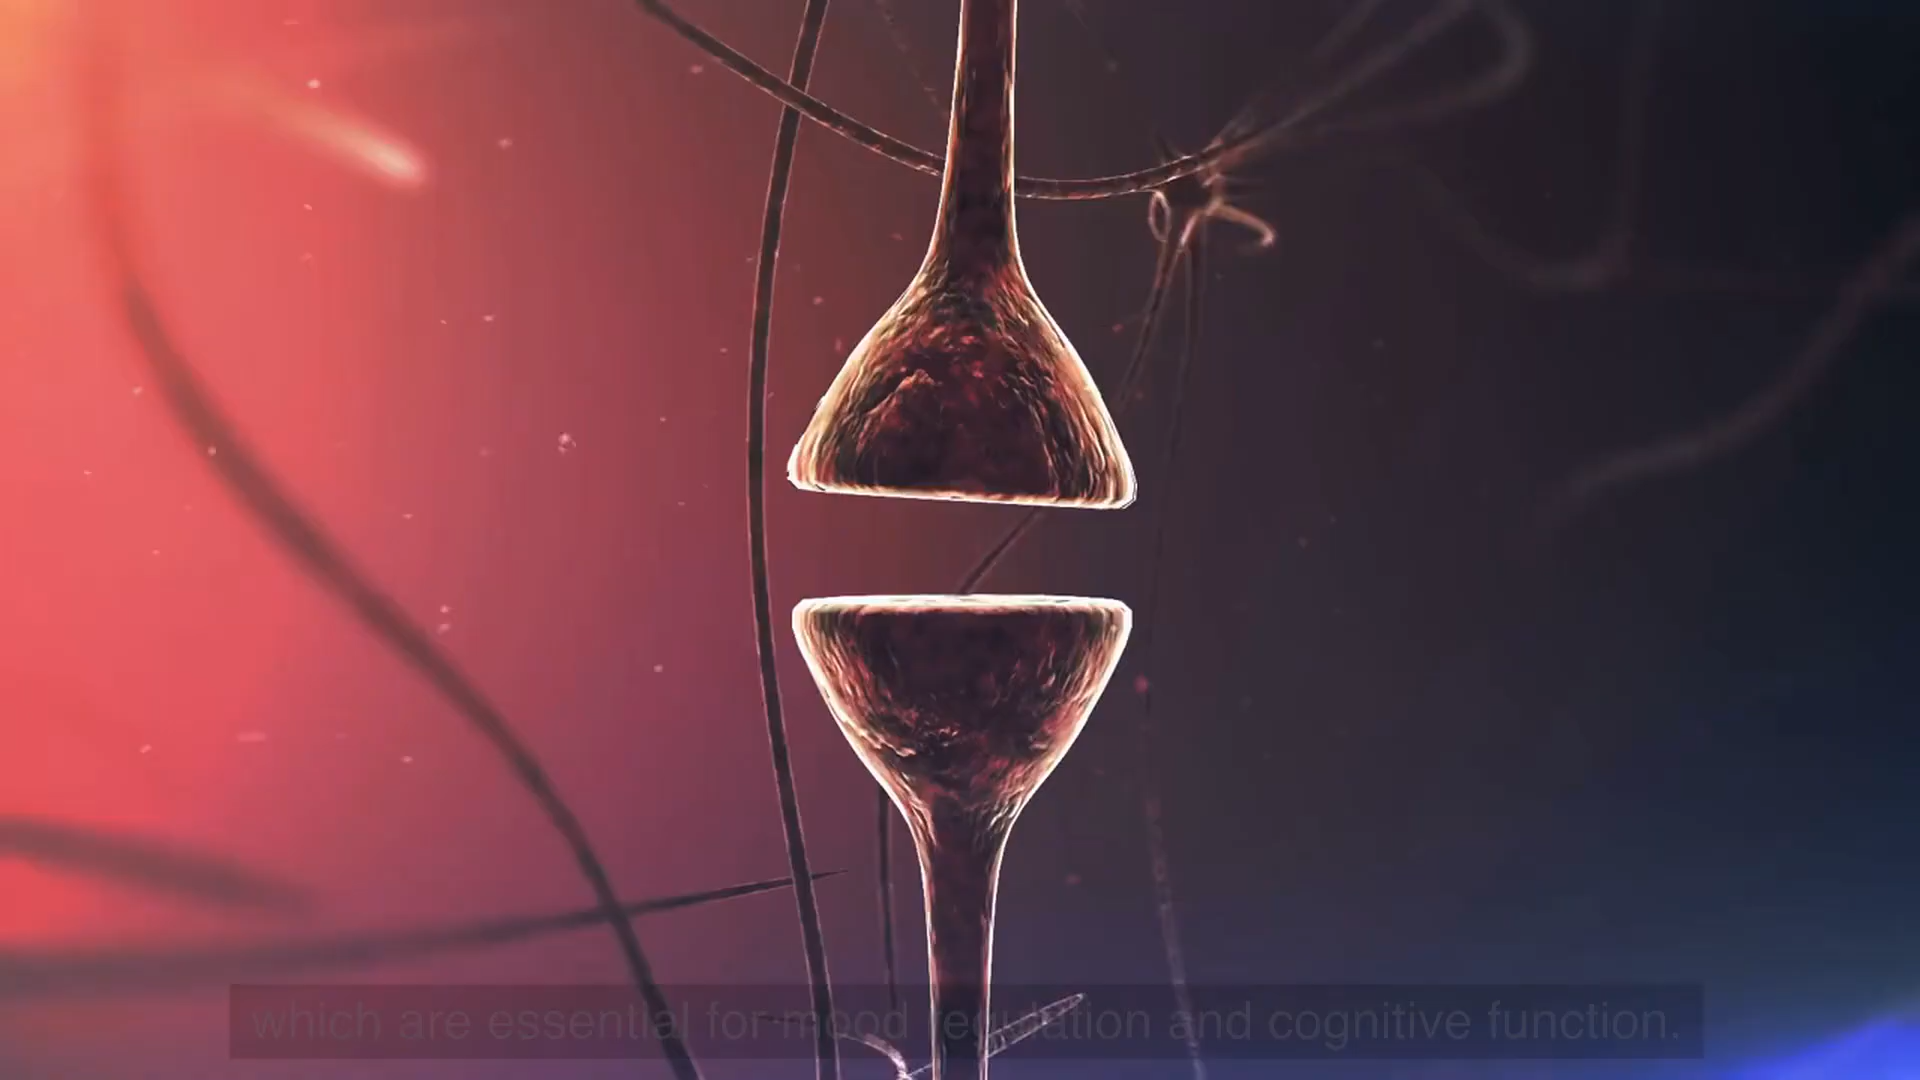 which are essential for mood regulation and cognitive function.